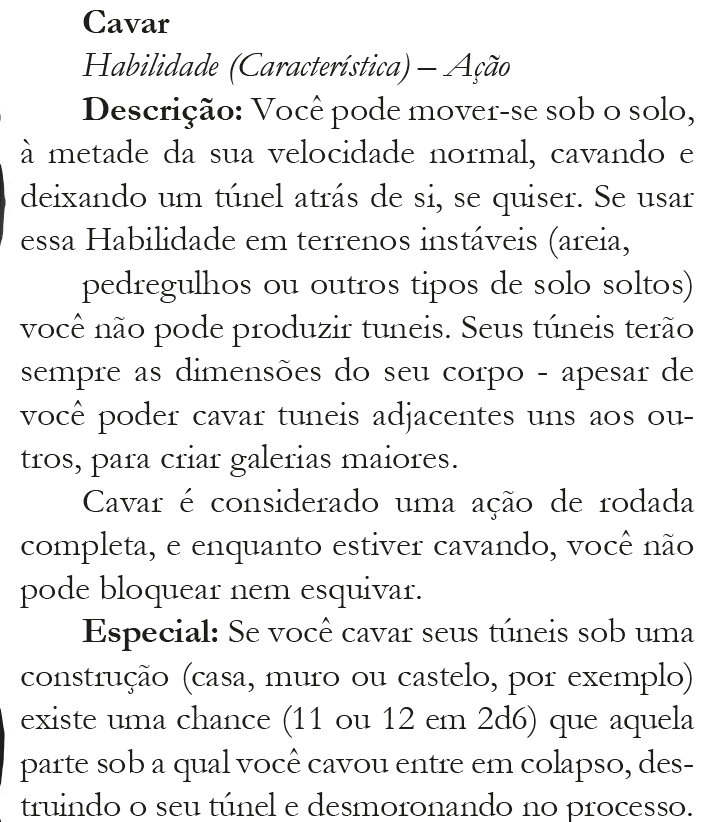 Cavar
Habilidade (Característica) – Ação
Descrição: Você pode mover-se sob o solo,
à metade da sua velocidade normal, cavando e
deixando um túnel atrás de si, se quiser. Se usar
essa Habilidade em terrenos instáveis (areia,
pedregulhos ou outros tipos de solo soltos)
você não pode produzir tuneis. Seus túneis terão
sempre as dimensões do seu corpo - apesar de
você poder cavar tuneis adjacentes uns aos ou-
tros, para criar galerias maiores.
Cavar é considerado uma ação de rodada
completa, e enquanto estiver cavando, você não
pode bloquear nem esquivar.
Especial: Se você cavar seus túneis sob uma
construção (casa, muro ou castelo, por exemplo)
existe uma chance (11 ou 12 em 2d6) que aquela
parte sob a qual você cavou entre em colapso, des-
truindo o seu túnel e desmoronando no processo.